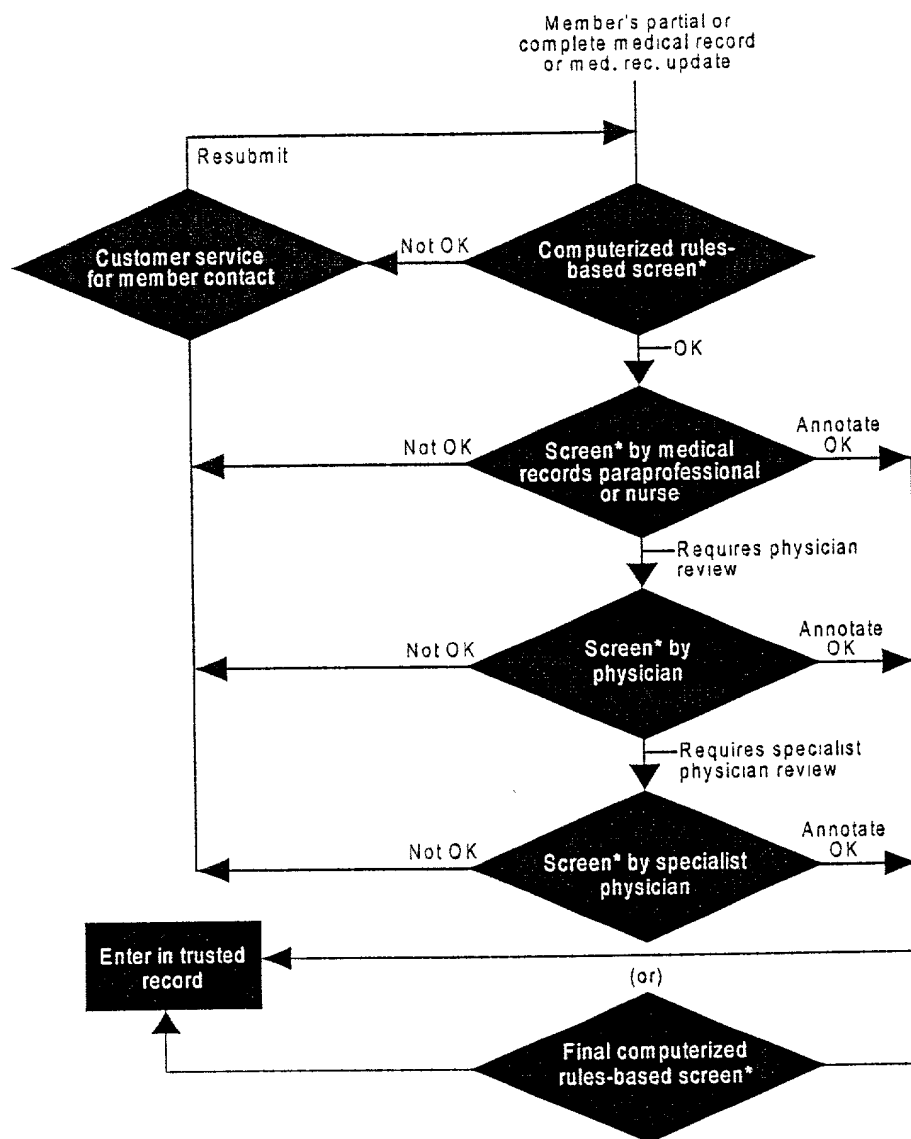 Member's partial or
complete medical record
or med. rec. update
Resubmit
Customer service
for member contact
Not OK
Computerized rules-
based screen*
OK
Not OK
Screen* by medical
records paraprofessional
or nurse
Annotate
OK
Requires physician
review
Not OK
Screen* by
physician
Annotate
OK
Requires specialist
physician review
Not OK
Screen* by specialist
physician
Annotate
OK
Enter in trusted
record
(or)
Final computerized
rules-based screen*